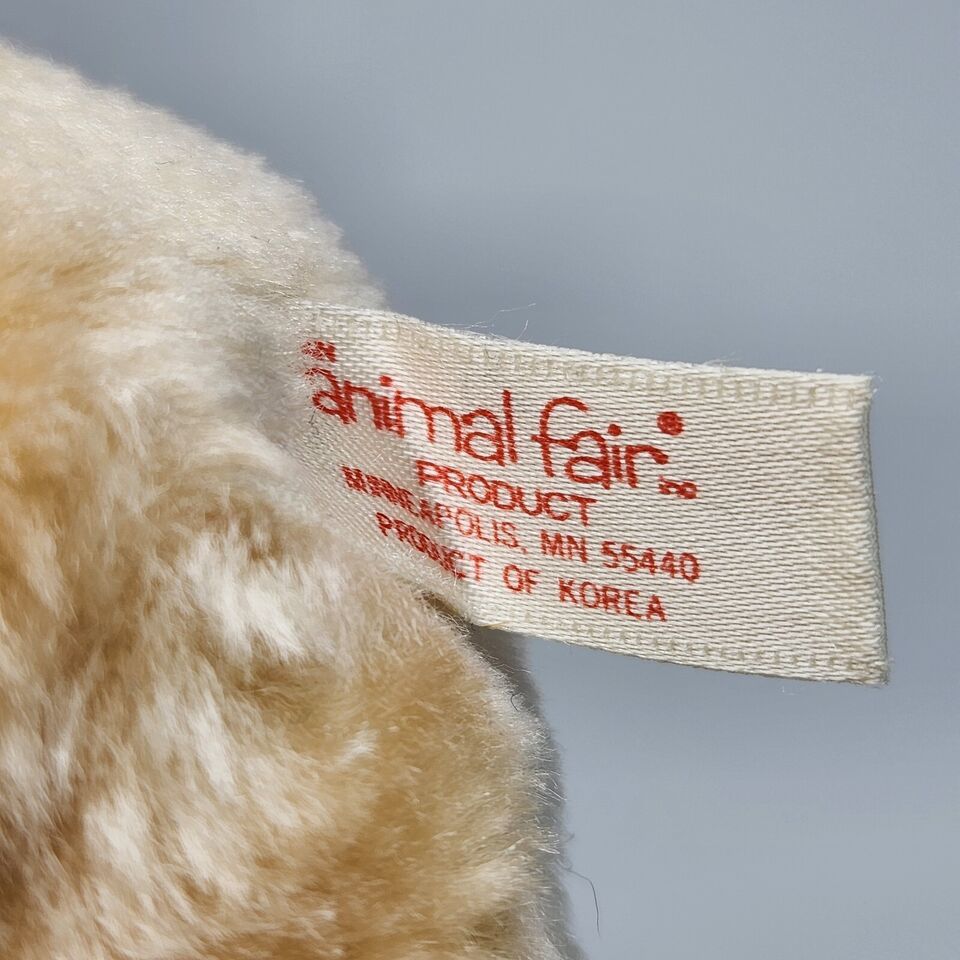 animal fair
PRODUCT
MINNEAPOLIS, MN 55440
PRODUCT OF KOREA